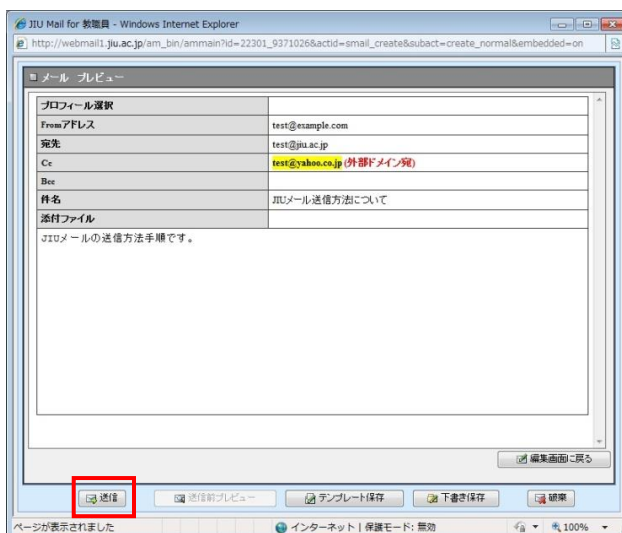 JIU Mail for 教職員 - Windows Internet Explorer
http://webmail1.jiu.ac.jp/am_bin/ammain?id=22301_9371026&actid=smail_create&subact=create_normal&embedded=on
メール プレビュー
プロフィール選択
Fromアドレス test@example.com
宛先 test@jiu.ac.jp
Cc test@yahoo.co.jp (外部ドメイン宛)
Bcc
件名 JIUメール送信方法について
添付ファイル
JIUメールの送信方法手順です。
編集画面に戻る
送信 送信前プレビュー テンプレート保存 下書き保存 破棄
ページが表示されました インターネット | 保護モード: 無効 100%